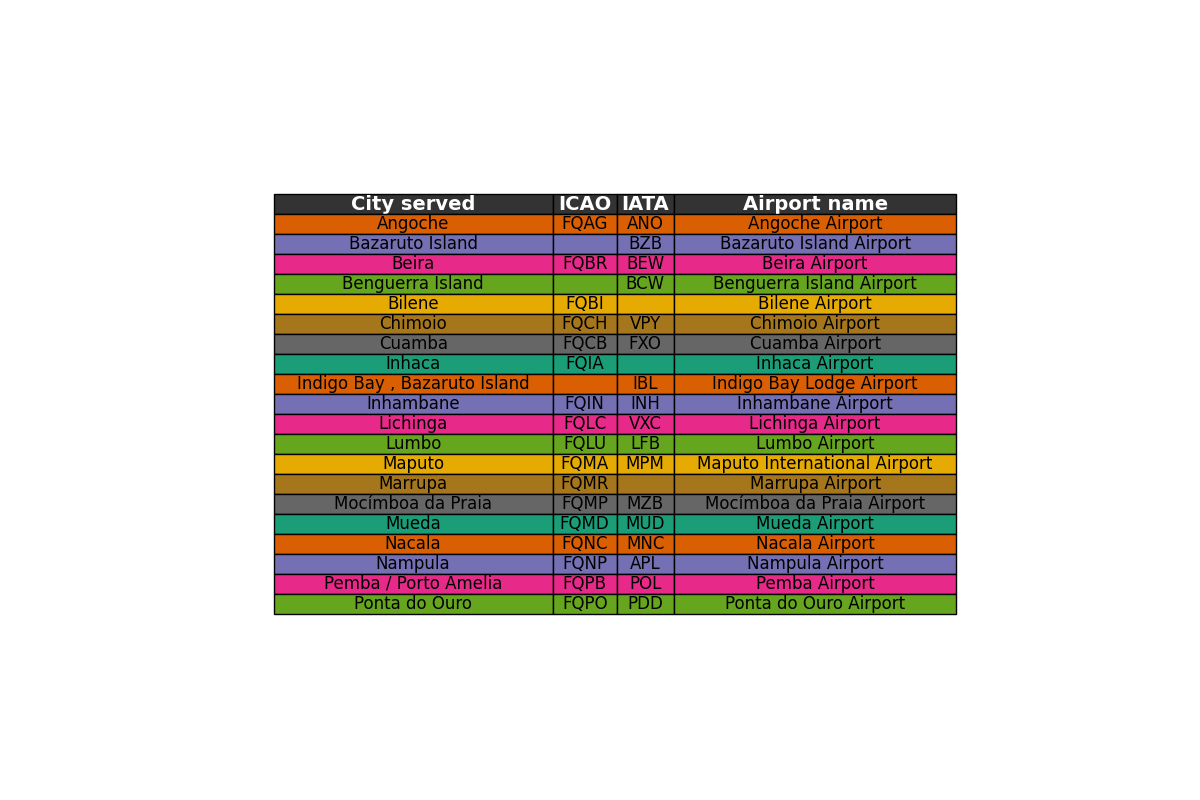 City served ICAO IATA Airport name
Angoche FQAG ANO Angoche Airport
Bazaruto Island BZB Bazaruto Island Airport
Beira FQBR BEW Beira Airport
Benguerra Island BCW Benguerra Island Airport
Bilene FQBI Bilene Airport
Chimoio FQCH VPY Chimoio Airport
Cuamba FQCB FXO Cuamba Airport
Inhaca FQIA Inhaca Airport
Indigo Bay , Bazaruto Island IBL Indigo Bay Lodge Airport
Inhambane FQIN INH Inhambane Airport
Lichinga FQLC VXC Lichinga Airport
Lumbo FQLU LFB Lumbo Airport
Maputo FQMA MPM Maputo International Airport
Marrupa FQMR Marrupa Airport
Mocímboa da Praia FQMP MZB Mocímboa da Praia Airport
Mueda FQMD MUD Mueda Airport
Nacala FQNC MNC Nacala Airport
Nampula FQNP APL Nampula Airport
Pemba / Porto Amelia FQPB POL Pemba Airport
Ponta do Ouro FQPO PDD Ponta do Ouro Airport